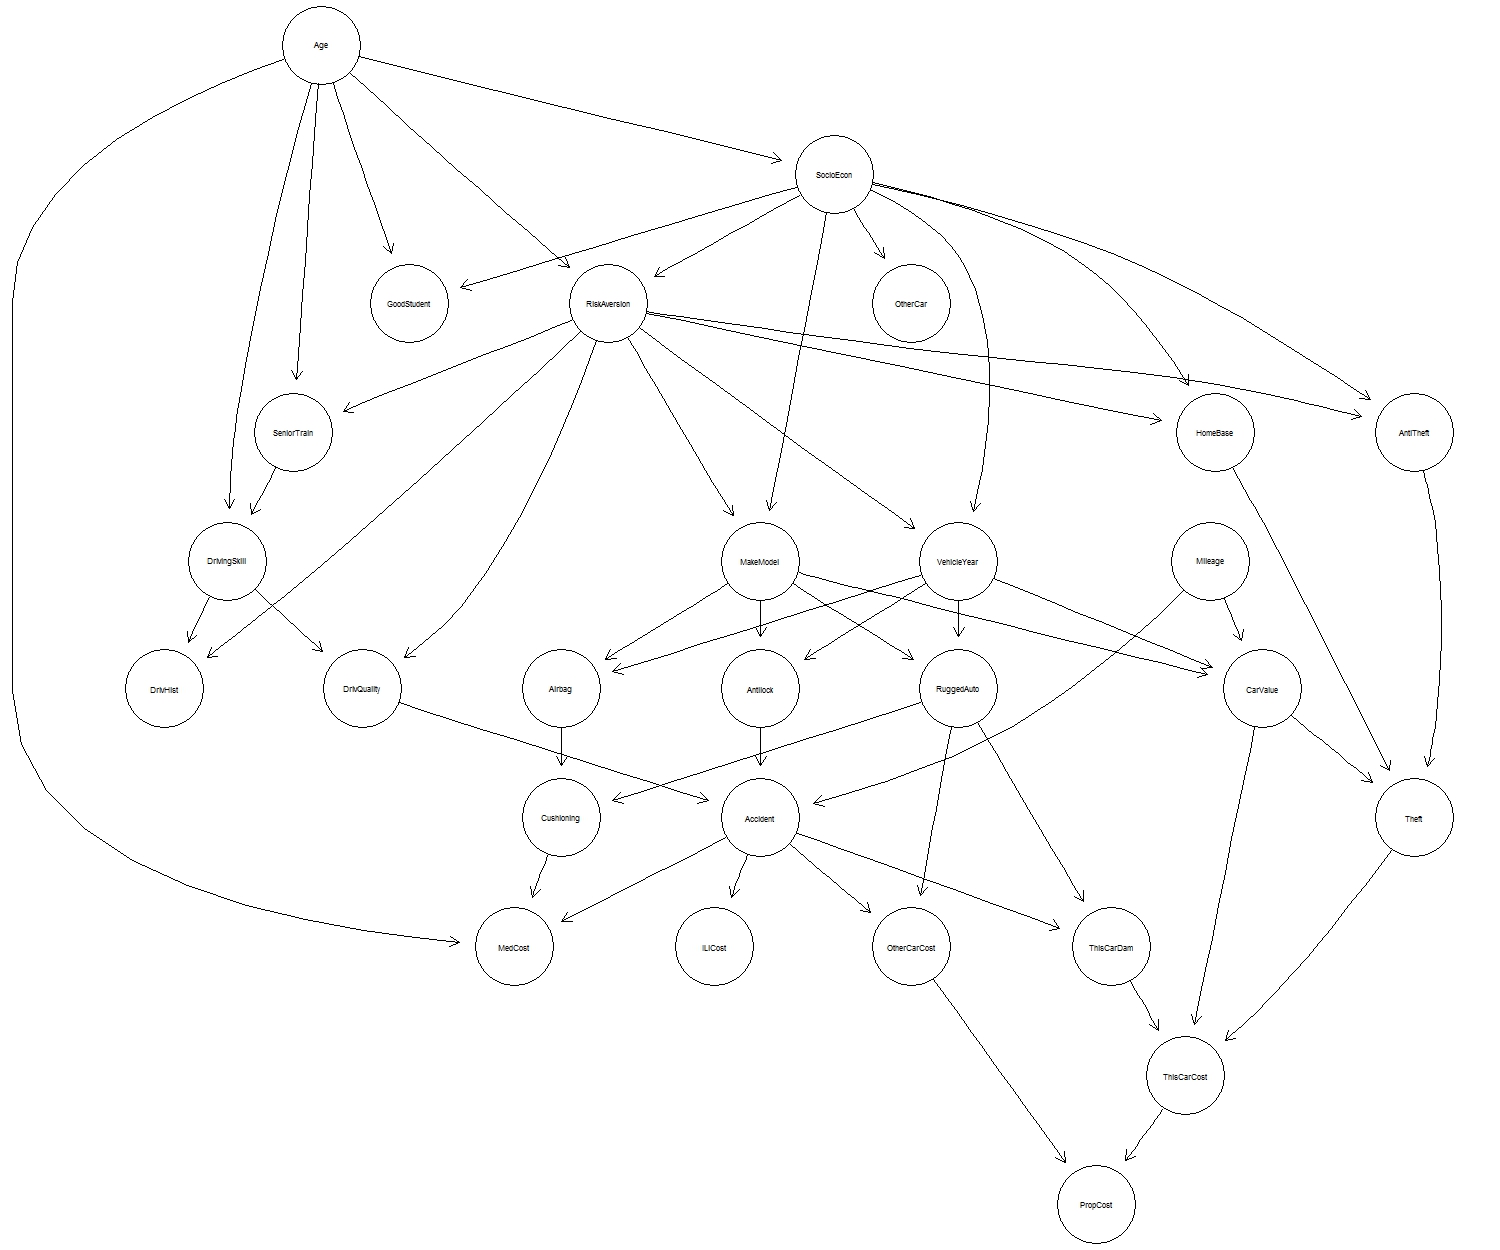 Age
SocioEcon
GoodStudent
RiskAversion
OtherCar
SeniorTrain
HomeBase
AntiTheft
DrivingSkill
MakeModel
VehicleYear
Mileage
DrivHist
DrivQuality
Airbag
Antilock
RuggedAuto
CarValue
Cushioning
Accident
Theft
MedCost
ILiCost
OtherCarCost
ThisCarDam
ThisCarCost
PropCost